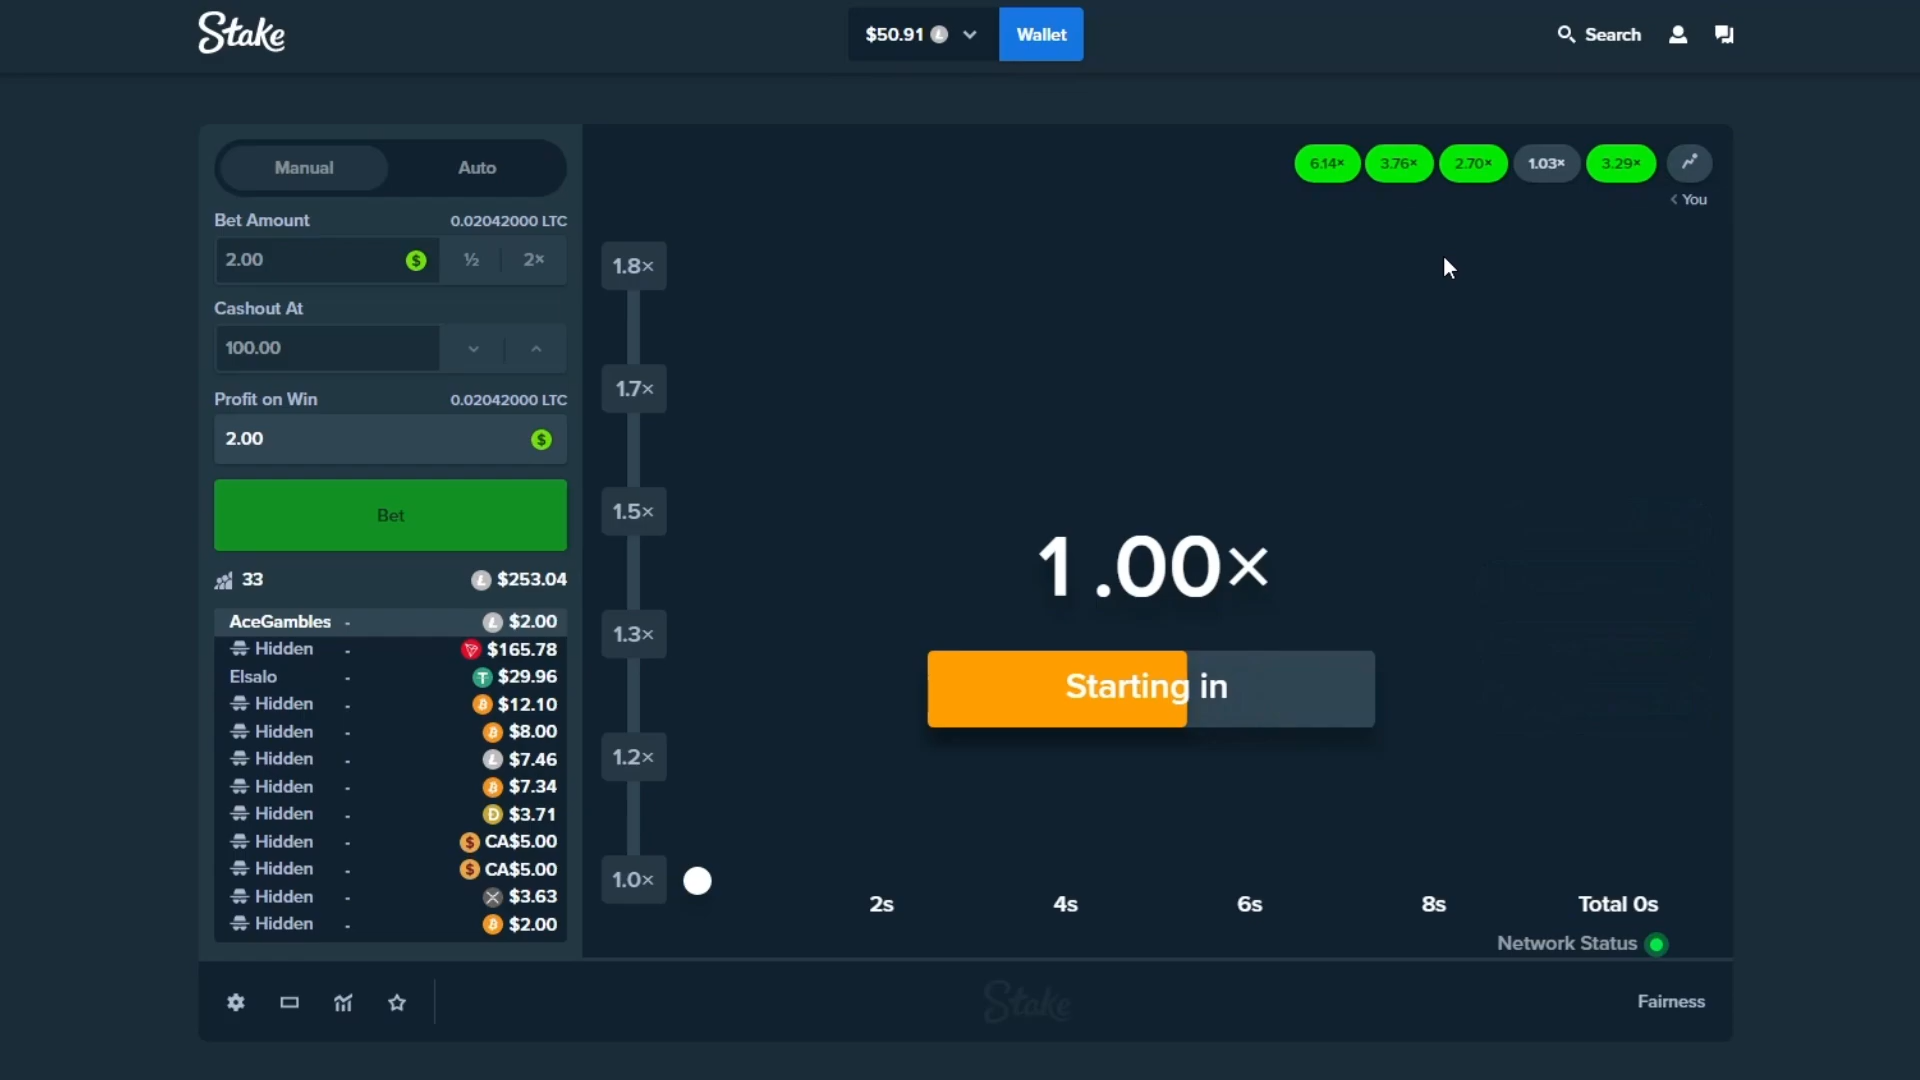 Stake
$50.91
Wallet
Search
Manual
Auto
6.14×
3.76×
2.70×
1.03×
3.29×
You
Bet Amount
0.02042000 LTC
2.00
½
2×
Cashout At
100.00
Profit on Win
0.02042000 LTC
2.00
Bet
33
$253.04
AceGambles - $2.00
Hidden - $165.78
Elsalo - $29.96
Hidden - $12.10
Hidden - $8.00
Hidden - $7.46
Hidden - $7.34
Hidden - $3.71
Hidden - CA$5.00
Hidden - CA$5.00
Hidden - $3.63
Hidden - $2.00
1.8×
1.7×
1.5×
1.3×
1.2×
1.0×
1.00×
Starting in
2s
4s
6s
8s
Total 0s
Network Status
Stake
Fairness